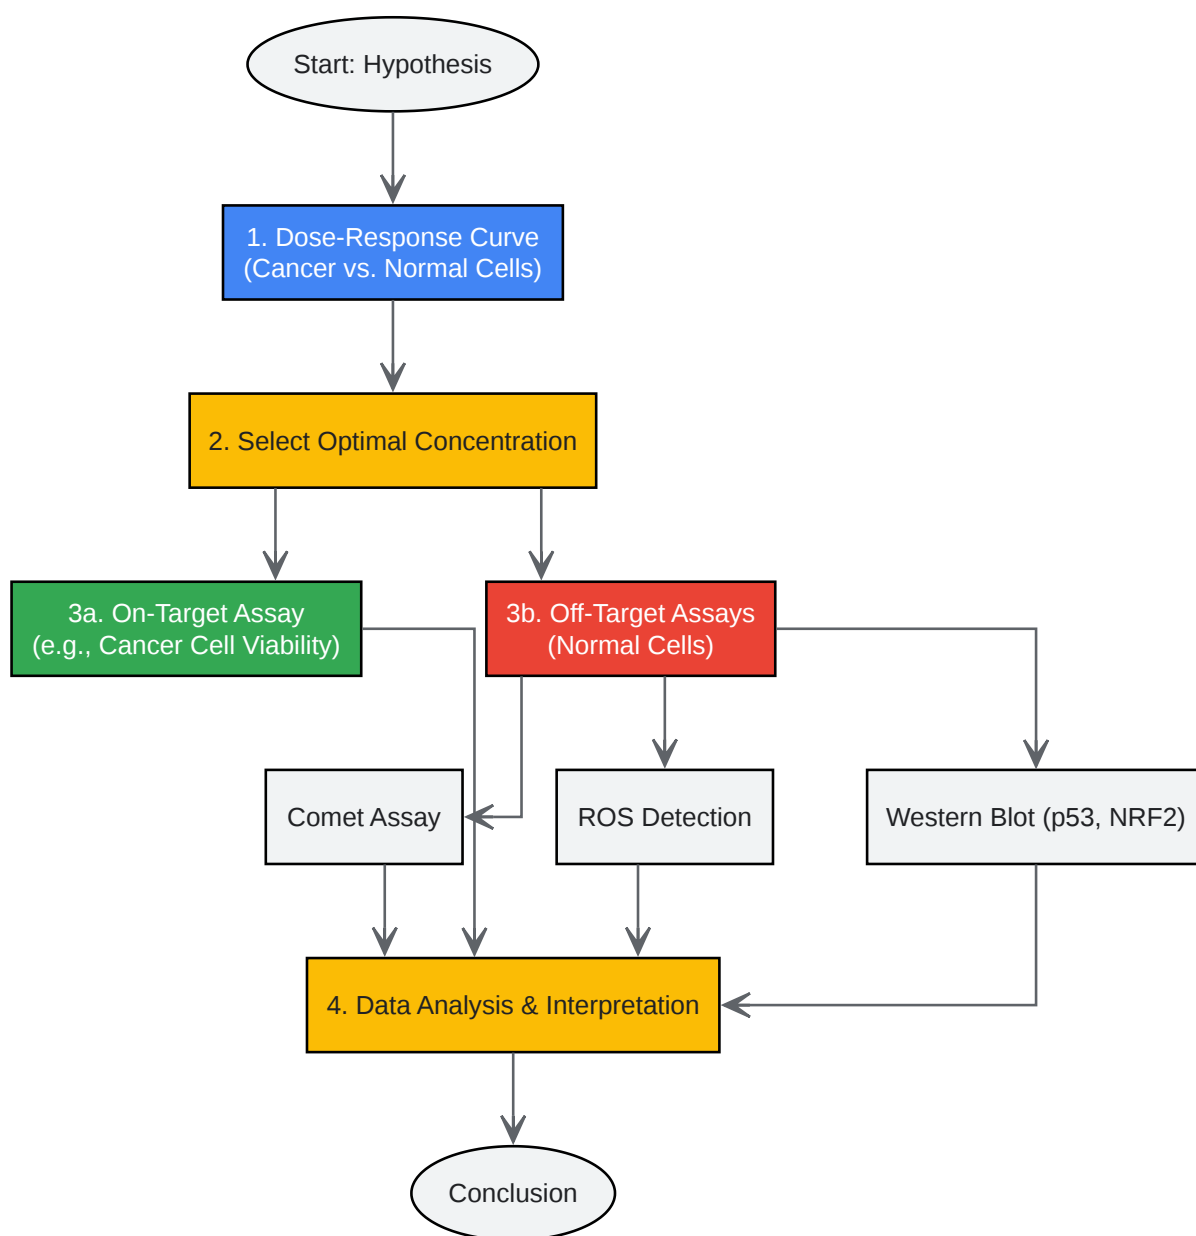 Start: Hypothesis
1. Dose-Response Curve
(Cancer vs. Normal Cells)
2. Select Optimal Concentration
3a. On-Target Assay
(e.g., Cancer Cell Viability)
3b. Off-Target Assays
(Normal Cells)
Comet Assay
ROS Detection
Western Blot (p53, NRF2)
4. Data Analysis & Interpretation
Conclusion